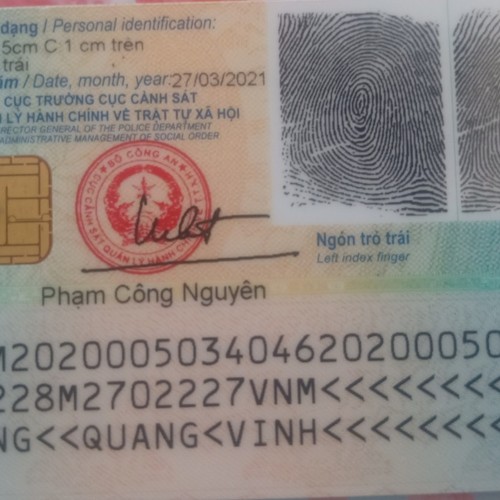 dạng / Personal identification:
5cm C 1 cm trên
trái
/ Date, month, year: 27/03/2021
CỤC TRƯỞNG CỤC CẢNH SÁT
LÝ HÀNH CHÍNH VỀ TRẬT TỰ XÃ HỘI
DIRECTOR GENERAL OF THE POLICE DEPARTMENT
ADMINISTRATIVE MANAGEMENT OF SOCIAL ORDER
BỘ CÔNG AN
CỤC CẢNH SÁT QUẢN LÝ HÀNH CHÍNH
Ngón trỏ trái
Left index finger
Phạm Công Nguyên
M202000503404620200050
228M2702227VNM<<<<<<<<
NG<<QUANG<VINH<<<<<<<<